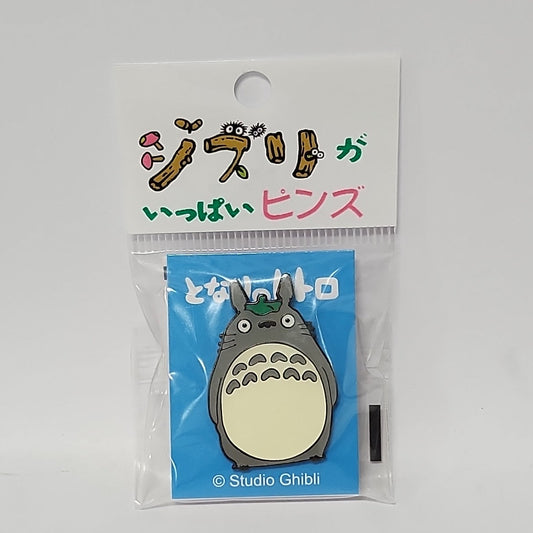 ジブリが
いっぱいピンズ
となりのトトロ
© Studio Ghibli